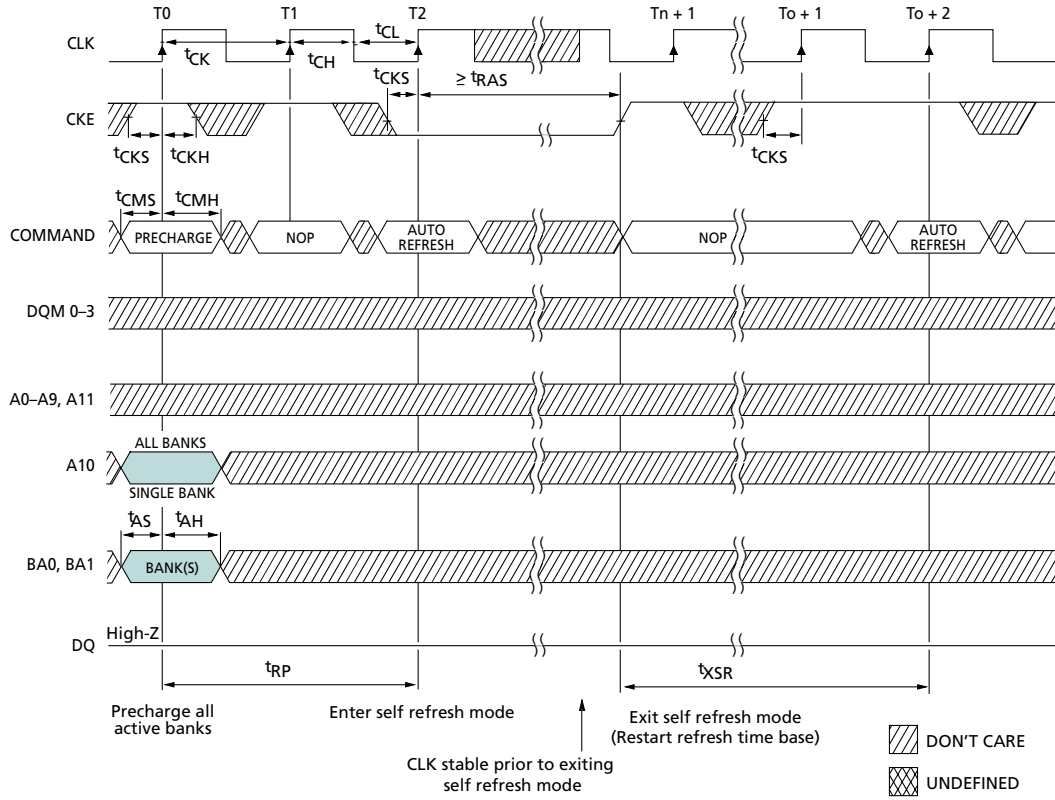 T0 T1 T2 Tn + 1 To + 1 To + 2
CLK
tCK tCH tCL
tCKS ≥ tRAS
CKE
tCKS tCKH tCKS
tCMS tCMH
COMMAND PRECHARGE NOP AUTO REFRESH NOP AUTO REFRESH
DQM 0–3
A0–A9, A11
ALL BANKS
A10
SINGLE BANK
tAS tAH
BA0, BA1 BANK(S)
High-Z
DQ
tRP tXSR
Precharge all
active banks
Enter self refresh mode
CLK stable prior to exiting
self refresh mode
Exit self refresh mode
(Restart refresh time base)
DON'T CARE
UNDEFINED